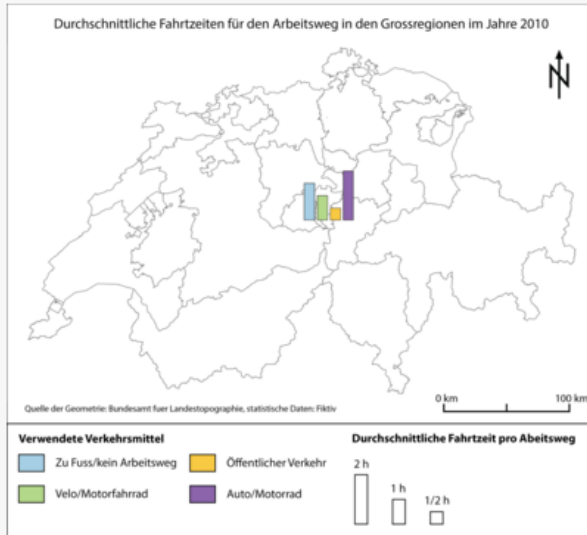 Durchschnittliche Fahrtzeiten für den Arbeitsweg in den Grossregionen im Jahre 2010
N
Quelle der Geometrie: Bundesamt fuer Landestopographie, statistische Daten: Fiktiv
0 km 100 km
Verwendete Verkehrsmittel
Zu Fuss/kein Arbeitsweg
Öffentlicher Verkehr
Velo/Motorfahrrad
Auto/Motorrad
Durchschnittliche Fahrtzeit pro Abeitsweg
2 h
1 h
1/2 h